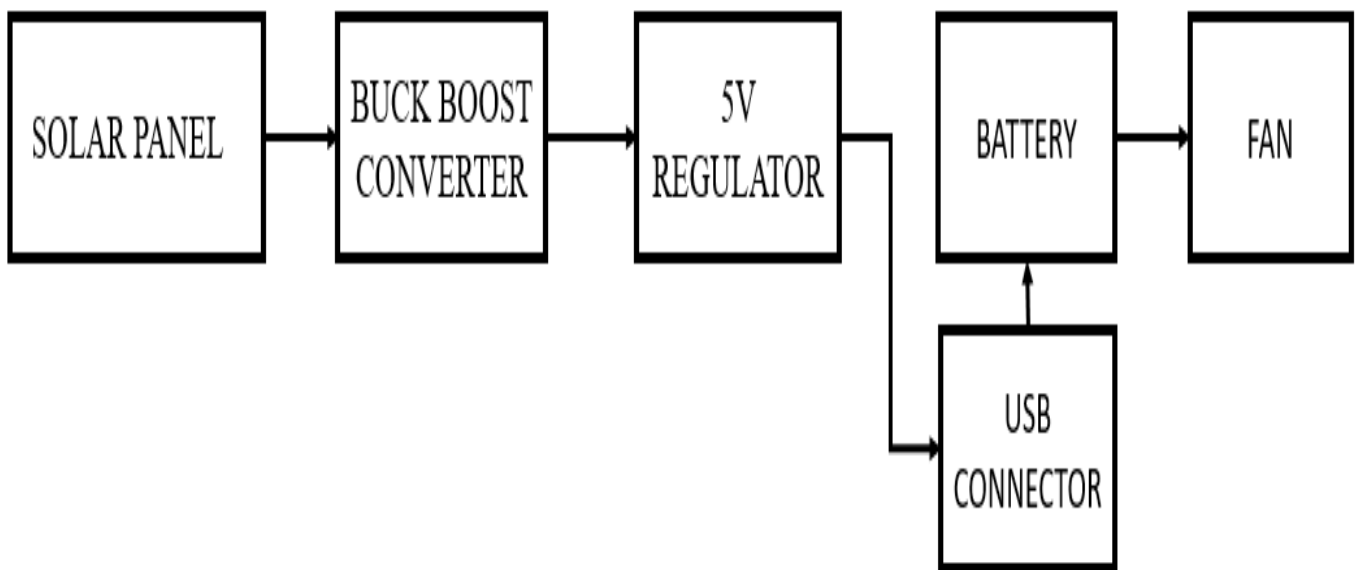 SOLAR PANEL
BUCK BOOST
CONVERTER
5V
REGULATOR
BATTERY
FAN
USB
CONNECTOR